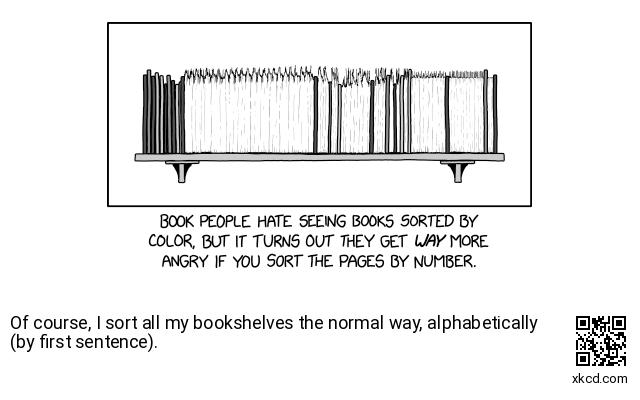 BOOK PEOPLE HATE SEEING BOOKS SORTED BY
COLOR, BUT IT TURNS OUT THEY GET WAY MORE
ANGRY IF YOU SORT THE PAGES BY NUMBER.
Of course, I sort all my bookshelves the normal way, alphabetically
(by first sentence).
xkcd.com